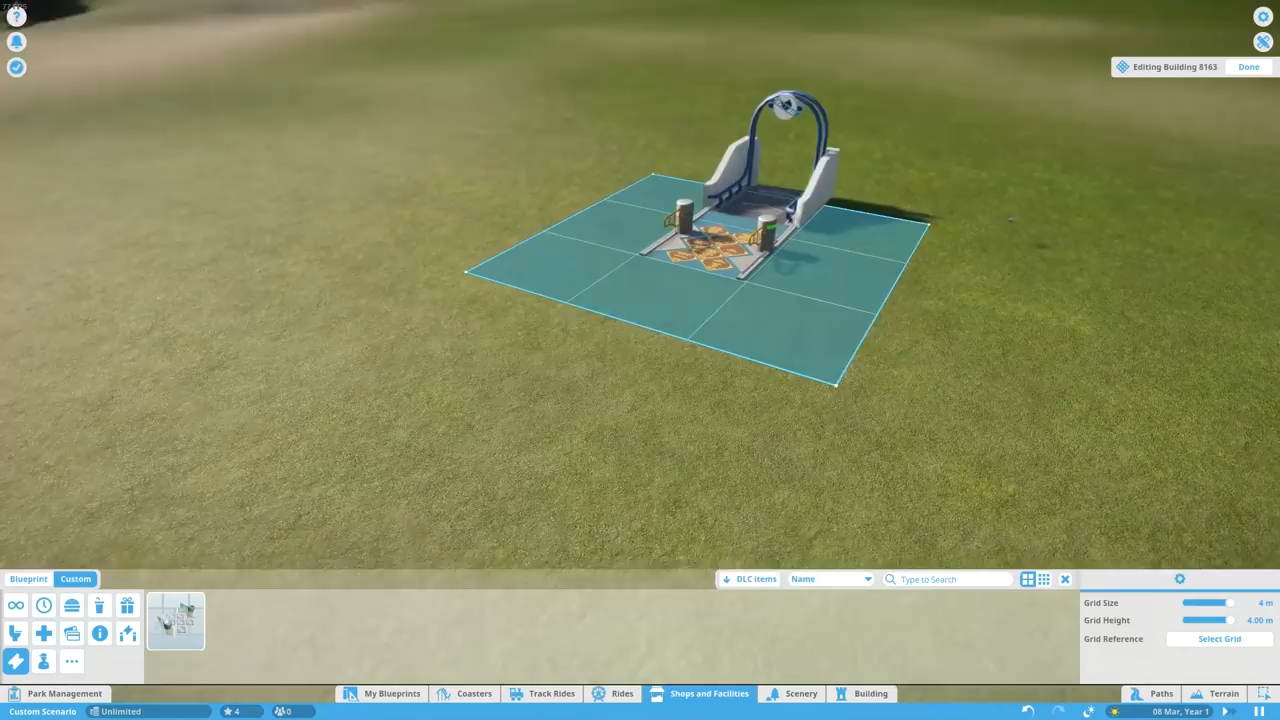 Editing Building 8163
Done
Blueprint
Custom
DLC items
Name
Type to Search
Grid Size
4 m
Grid Height
4.00 m
Grid Reference
Select Grid
Park Management
My Blueprints
Coasters
Track Rides
Rides
Shops and Facilities
Scenery
Building
Paths
Terrain
Custom Scenario
Unlimited
4
0
08 Mar, Year 1